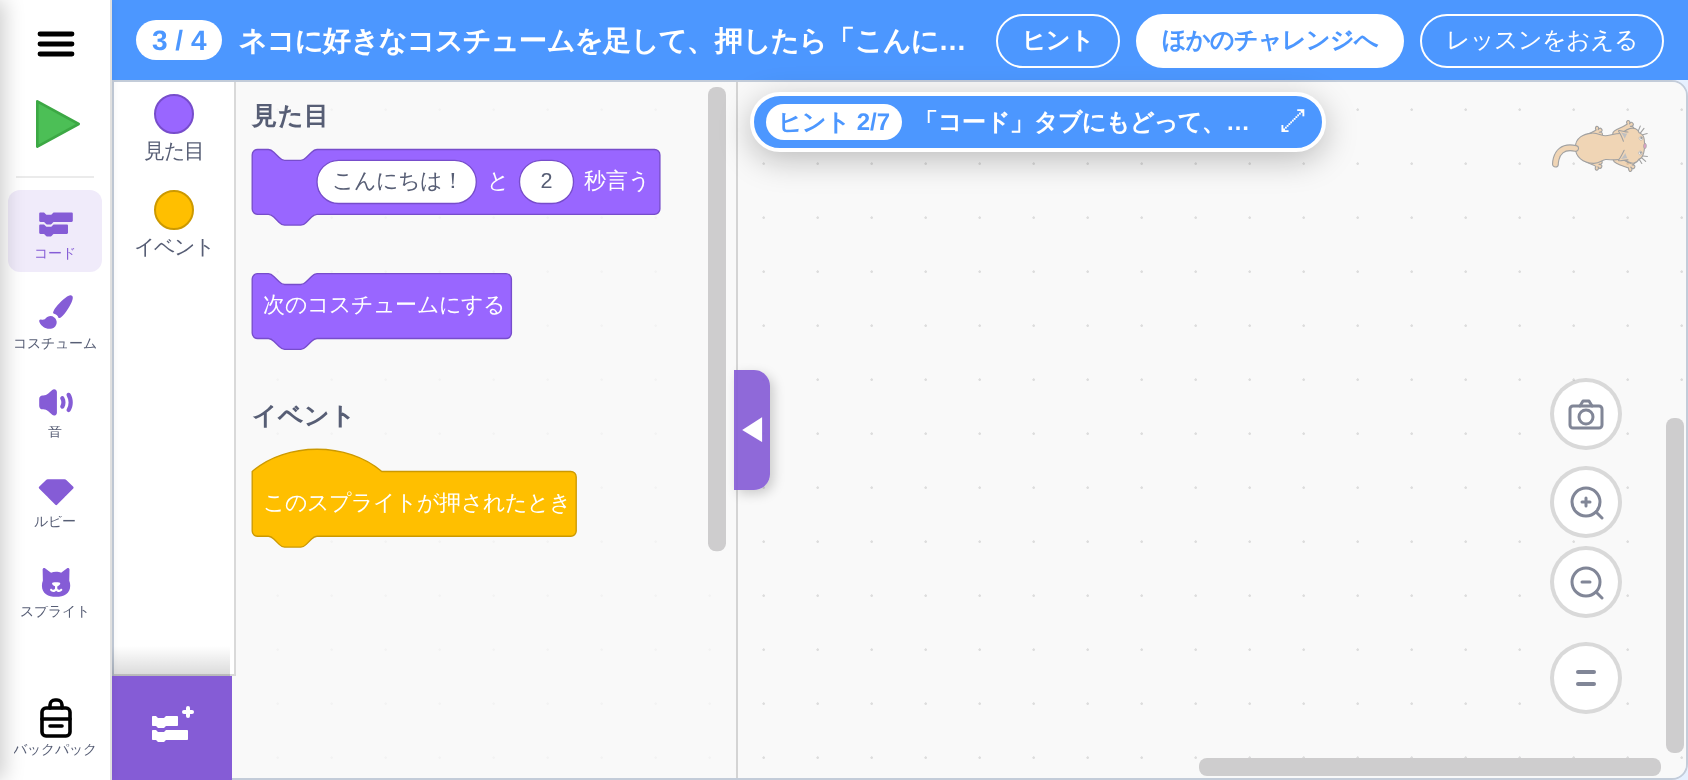 3 / 4 ネコに好きなコスチュームを足して、押したら「こんに… ヒント ほかのチャレンジへ レッスンをおえる
ヒント 2/7 「コード」タブにもどって、…
コード
コスチューム
音
ルビー
スプライト
バックパック
見た目
イベント
見た目
こんにちは！ と 2 秒言う
次のコスチュームにする
イベント
このスプライトが押されたとき